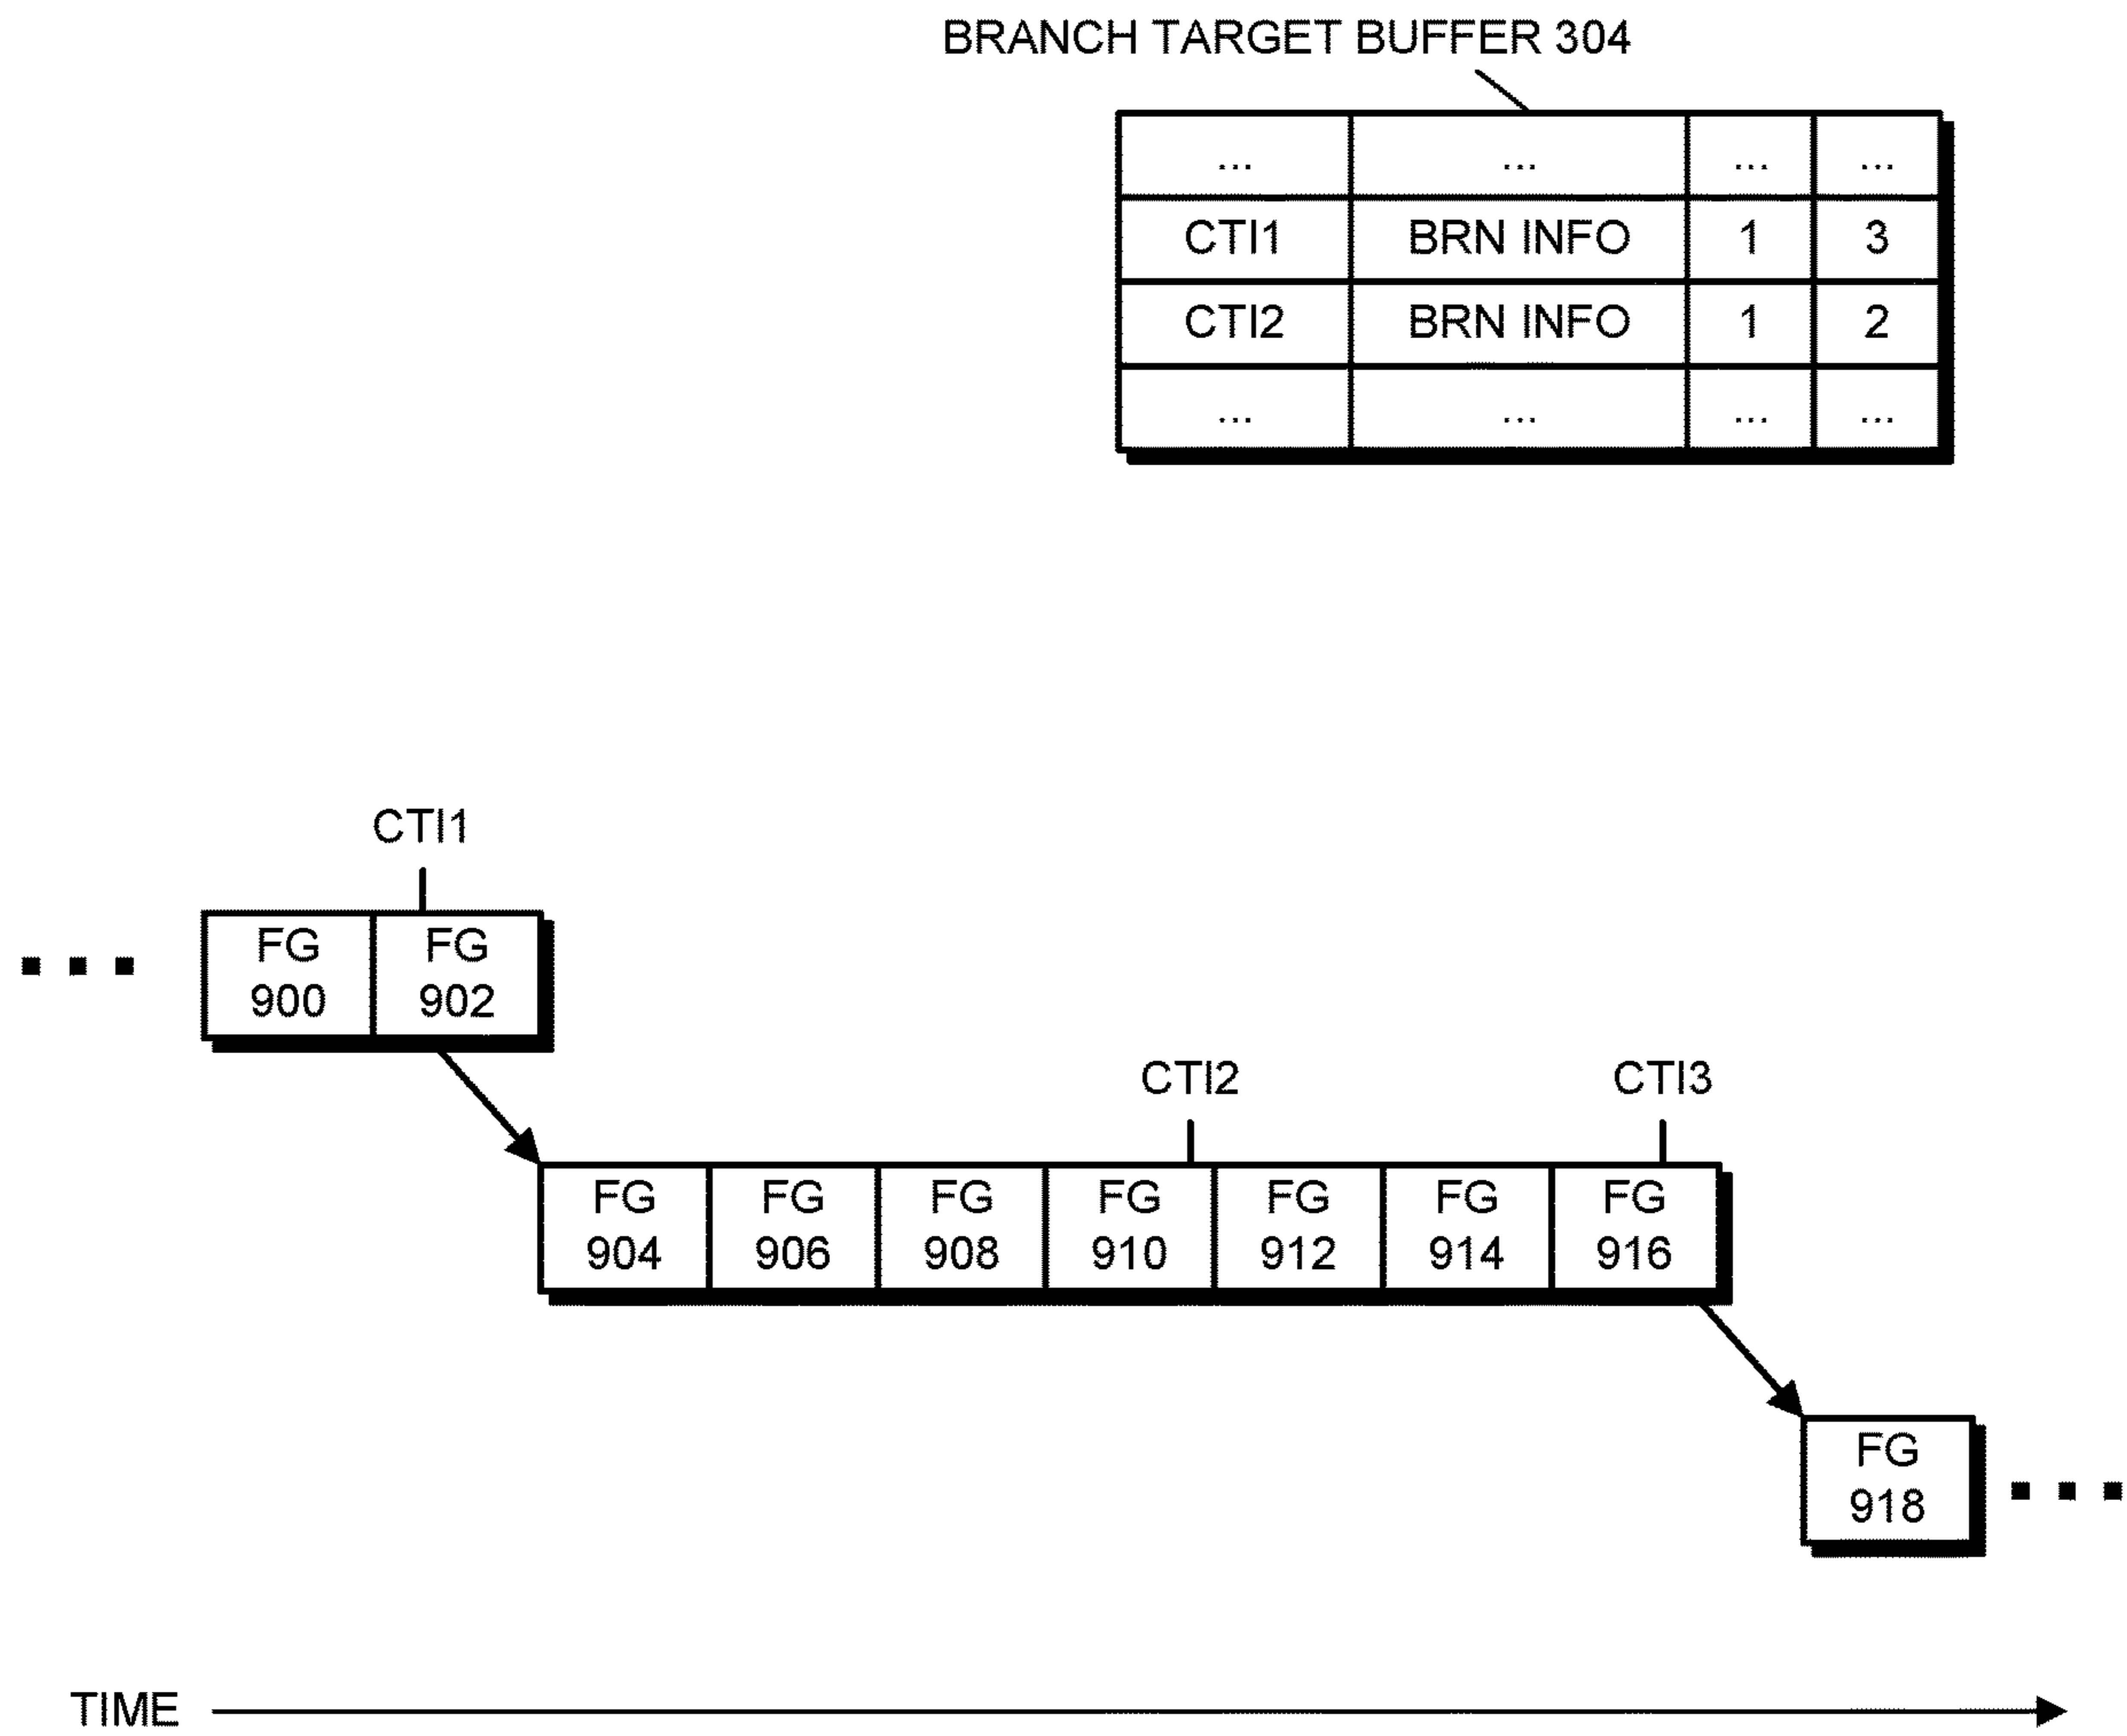 BRANCH TARGET BUFFER 304
... ... ... ...
CTI1 BRN INFO 1 3
CTI2 BRN INFO 1 2
... ... ... ...
CTI1
FG FG
900 902
CTI2 CTI3
FG FG FG FG FG FG FG
904 906 908 910 912 914 916
FG
918
TIME